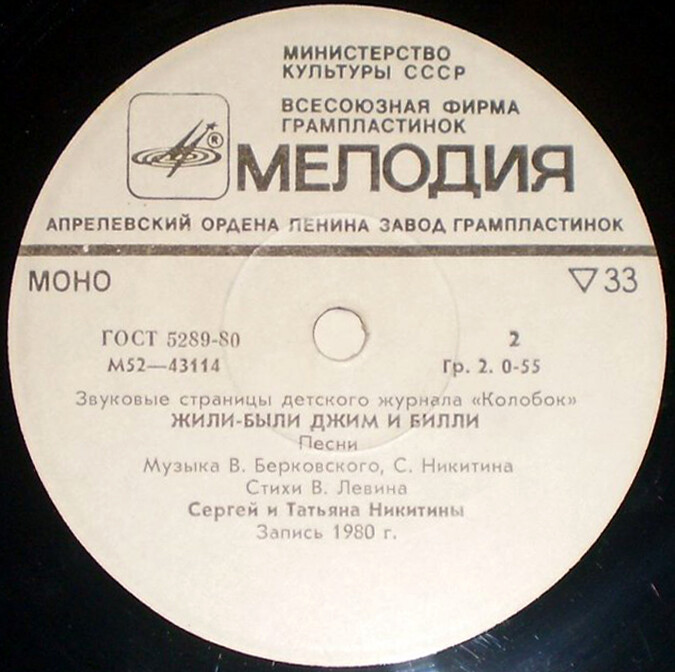 МИНИСТЕРСТВО
КУЛЬТУРЫ СССР
ВСЕСОЮЗНАЯ ФИРМА
ГРАМПЛАСТИНОК
®
МЕЛОДИЯ
АПРЕЛЕВСКИЙ ОРДЕНА ЛЕНИНА ЗАВОД ГРАМПЛАСТИНОК
МОНО ▽ 33
ГОСТ 5289-80 2
М52—43114 Гр. 2. 0-55
Звуковые страницы детского журнала «Колобок»
ЖИЛИ-БЫЛИ ДЖИМ И БИЛЛИ
Песни
Музыка В. Берковского, С. Никитина
Стихи В. Левина
Сергей и Татьяна Никитины
Запись 1980 г.